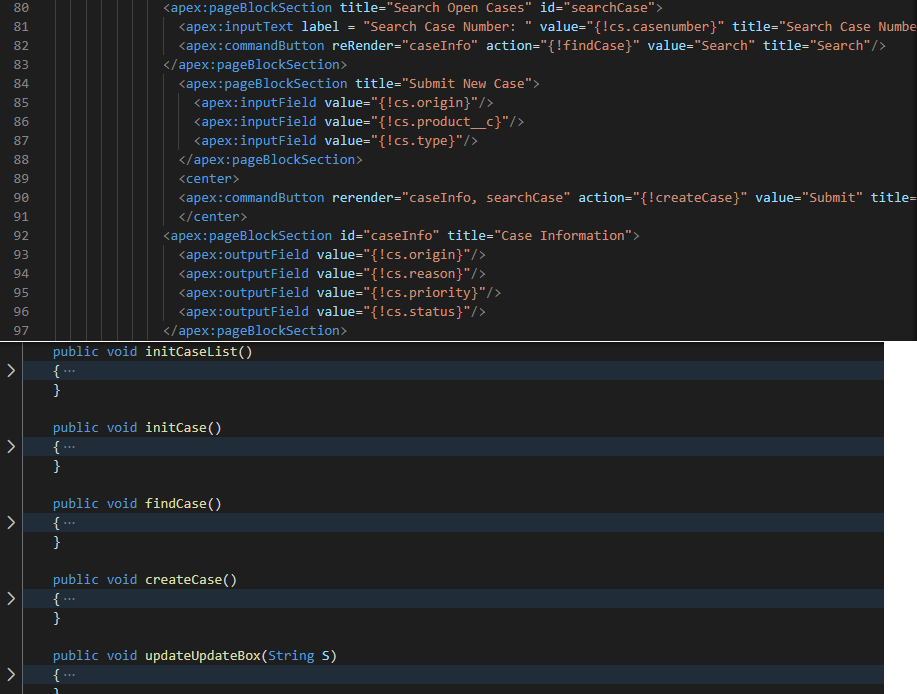 80 <apex:pageBlockSection title="Search Open Cases" id="searchCase">
81 <apex:inputText label = "Search Case Number: " value="{!cs.casenumber}" title="Search Case Numbe
82 <apex:commandButton reRender="caseInfo" action="{!findCase}" value="Search" title="Search"/>
83 </apex:pageBlockSection>
84 <apex:pageBlockSection title="Submit New Case">
85 <apex:inputField value="{!cs.origin}"/>
86 <apex:inputField value="{!cs.product__c}"/>
87 <apex:inputField value="{!cs.type}"/>
88 </apex:pageBlockSection>
89 <center>
90 <apex:commandButton rerender="caseInfo, searchCase" action="{!createCase}" value="Submit" title=
91 </center>
92 <apex:pageBlockSection id="caseInfo" title="Case Information">
93 <apex:outputField value="{!cs.origin}"/>
94 <apex:outputField value="{!cs.reason}"/>
95 <apex:outputField value="{!cs.priority}"/>
96 <apex:outputField value="{!cs.status}"/>
97 </apex:pageBlockSection>
public void initCaseList()
{ ⋯
}
public void initCase()
{ ⋯
}
public void findCase()
{ ⋯
}
public void createCase()
{ ⋯
}
public void updateUpdateBox(String S)
{ ⋯
}